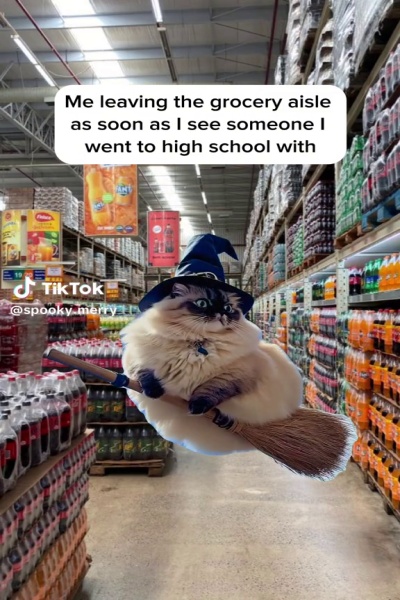 Me leaving the grocery aisle
as soon as I see someone I
went to high school with
TikTok
@spooky.merry